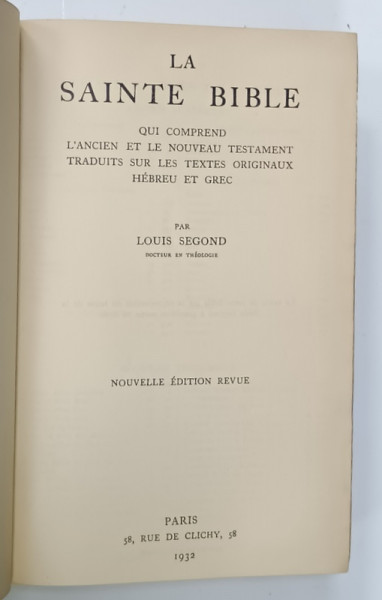 LA
SAINTE BIBLE
QUI COMPREND
L'ANCIEN ET LE NOUVEAU TESTAMENT
TRADUITS SUR LES TEXTES ORIGINAUX
HÉBREU ET GREC
PAR
LOUIS SEGOND
DOCTEUR EN THÉOLOGIE
NOUVELLE ÉDITION REVUE
PARIS
58, RUE DE CLICHY, 58
1932